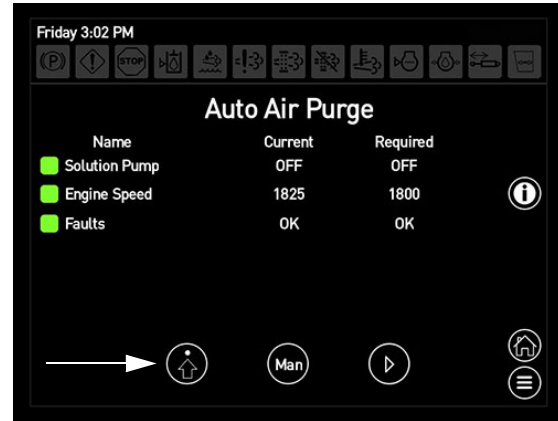 Friday 3:02 PM
(P) STOP
Auto Air Purge
Name Current Required
Solution Pump OFF OFF
Engine Speed 1825 1800
Faults OK OK
Man